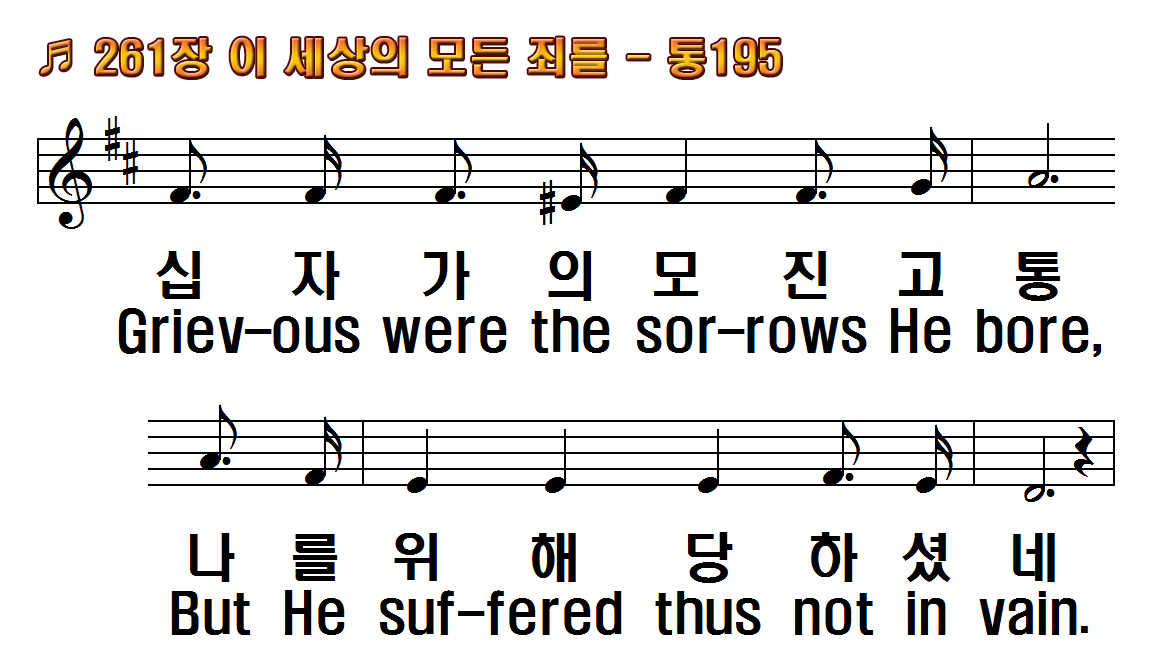 ♬ 261장 이 세상의 모든 죄를 - 통195
십 자 가 의 모 진 고 통
Griev-ous were the sor-rows He bore,
나 를 위 해 당 하 셨 네
But He suf-fered thus not in vain.